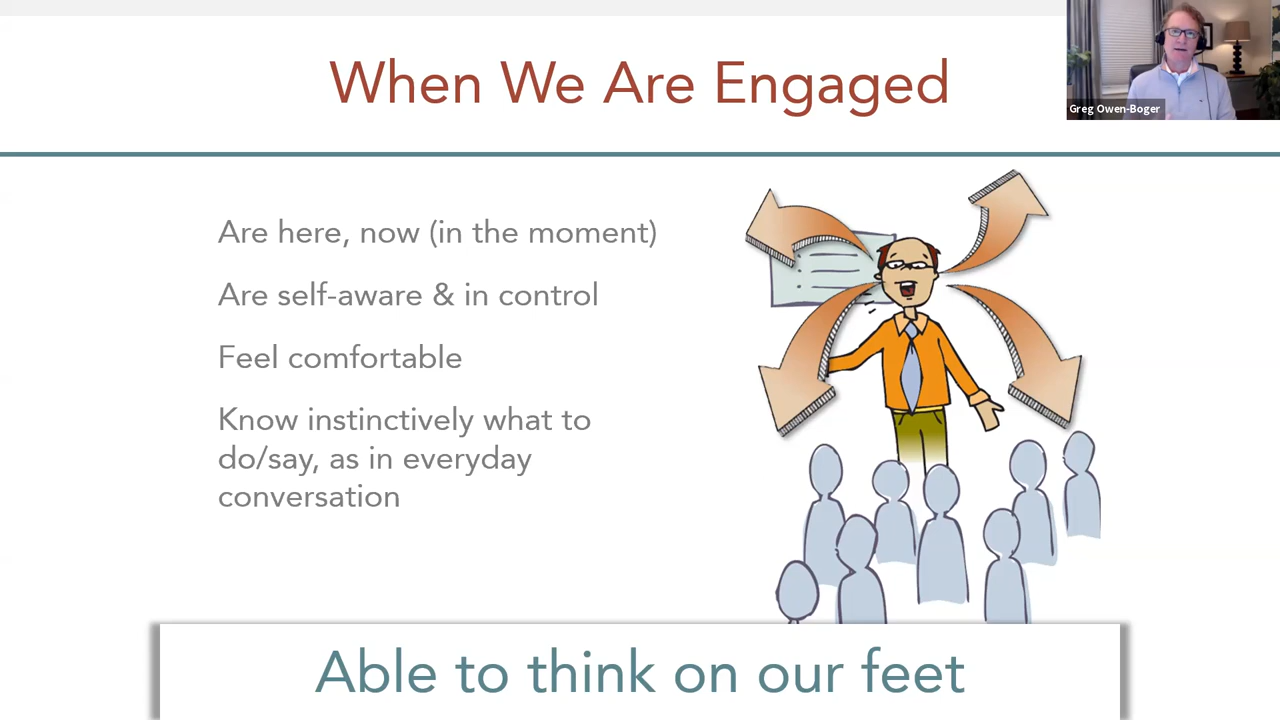 When We Are Engaged
Greg Owen-Boger
Are here, now (in the moment)
Are self-aware & in control
Feel comfortable
Know instinctively what to
do/say, as in everyday
conversation
Able to think on our feet